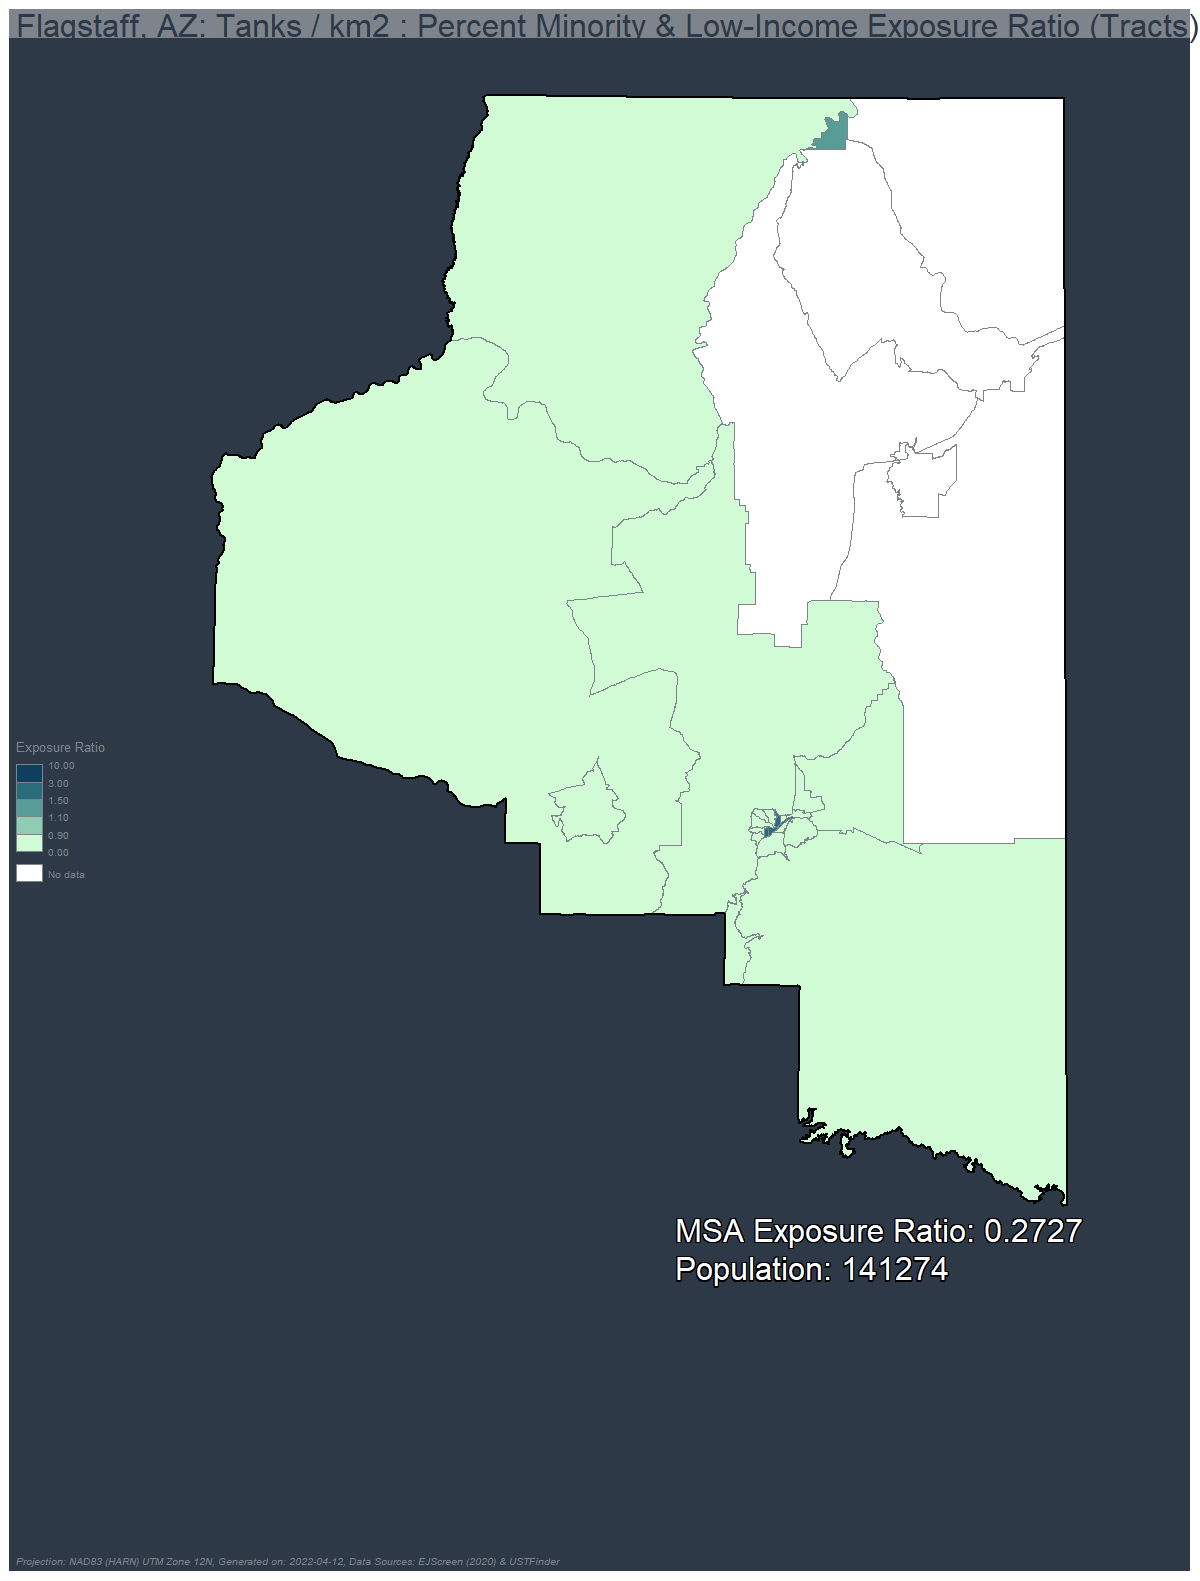 Flagstaff, AZ: Tanks / km2 : Percent Minority & Low-Income Exposure Ratio (Tracts)
Exposure Ratio
10.00
3.00
1.50
1.10
0.90
0.00
No data
MSA Exposure Ratio: 0.2727
Population: 141274
Projection: NAD83 (HARN) UTM Zone 12N, Generated on: 2022-04-12, Data Sources: EJScreen (2020) & USTFinder